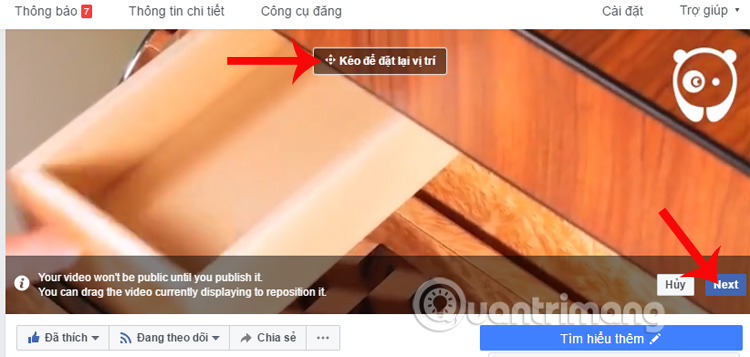 Thông báo 7 Thông tin chi tiết Công cụ đăng Cài đặt Trợ giúp
Kéo để đặt lại vị trí
Your video won't be public until you publish it.
You can drag the video currently displaying to reposition it.
Hủy Next
Quantrimang
Đã thích Đang theo dõi Chia sẻ ... Tìm hiểu thêm